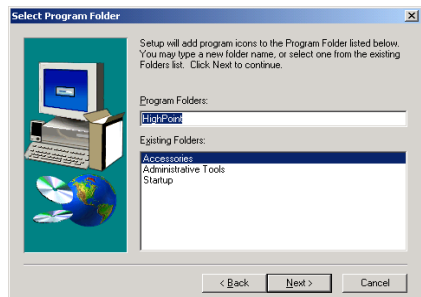 Select Program Folder
Setup will add program icons to the Program Folder listed below.
You may type a new folder name, or select one from the existing
Folders list. Click Next to continue.
Program Folders:
HighPoint
Existing Folders:
Accessories
Administrative Tools
Startup
< Back
Next >
Cancel